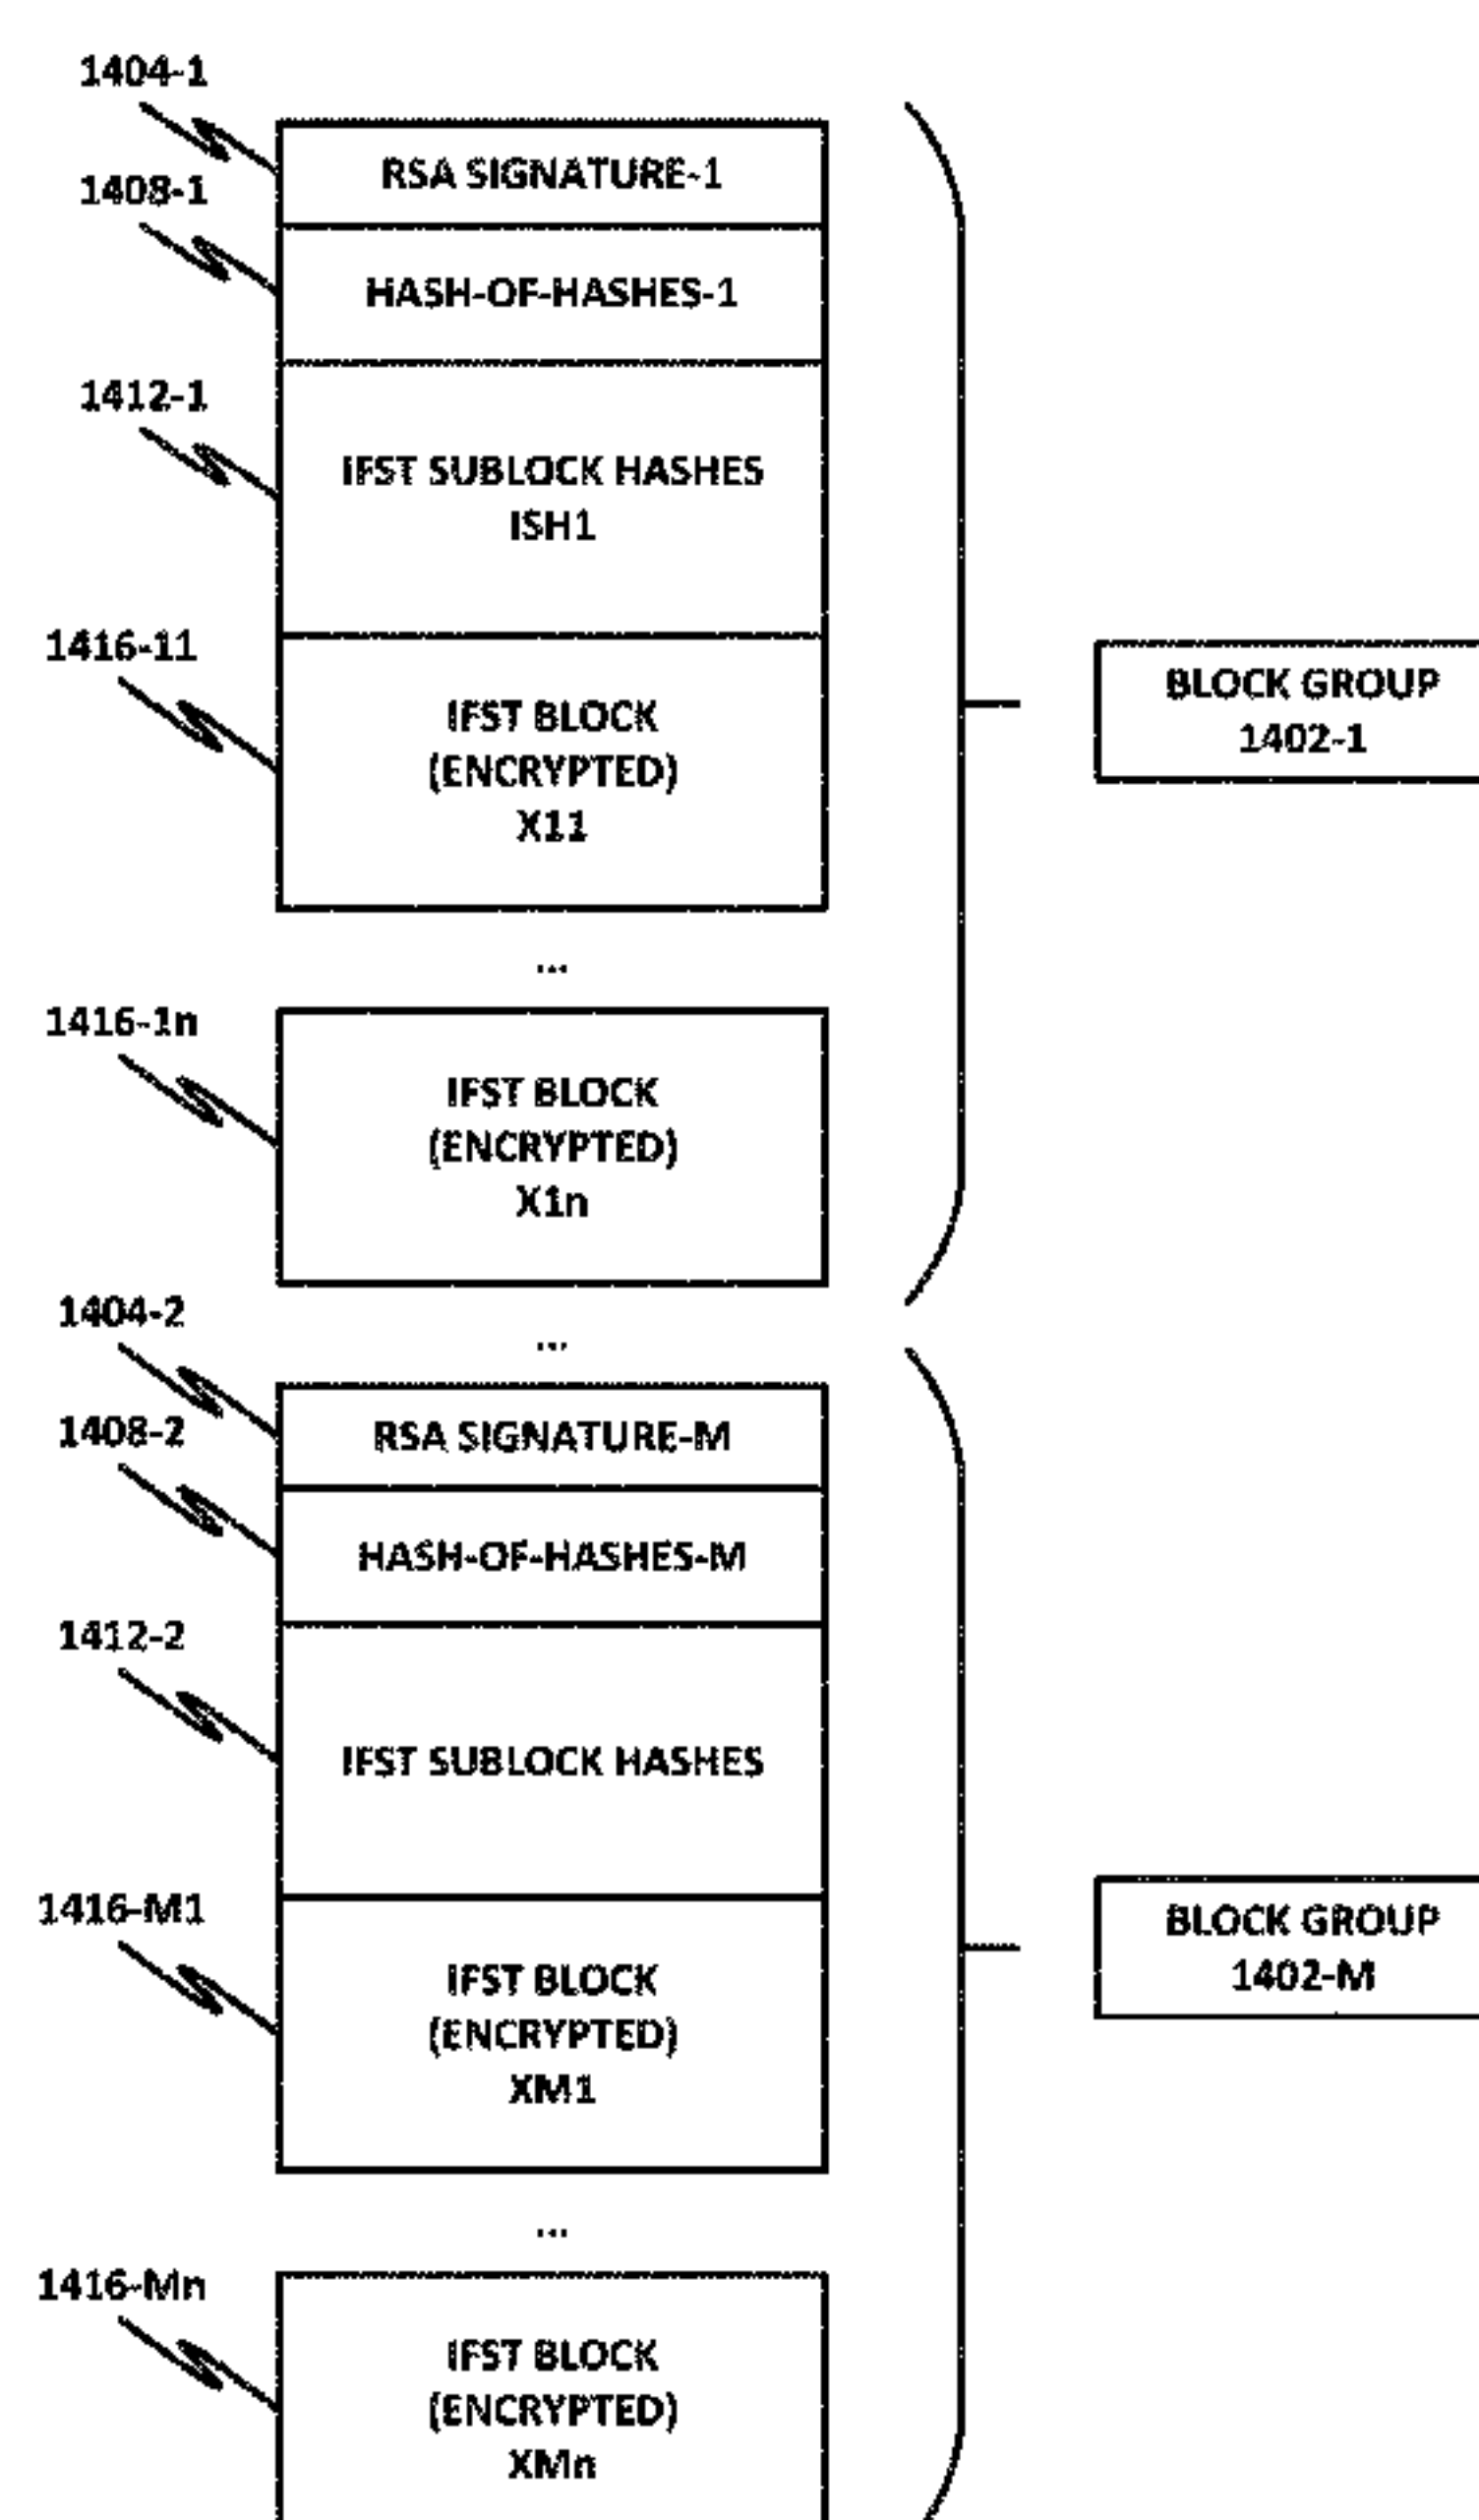 1404-1
RSA SIGNATURE-1
1408-1
HASH-OF-HASHES-1
1412-1
IFST SUBLOCK HASHES
ISH1
1416-11
IFST BLOCK
(ENCRYPTED)
X11
BLOCK GROUP
1402-1
...
1416-1n
IFST BLOCK
(ENCRYPTED)
X1n
...
1404-2
RSA SIGNATURE-M
1408-2
HASH-OF-HASHES-M
1412-2
IFST SUBLOCK HASHES
1416-M1
IFST BLOCK
(ENCRYPTED)
XM1
BLOCK GROUP
1402-M
...
1416-Mn
IFST BLOCK
(ENCRYPTED)
XMn